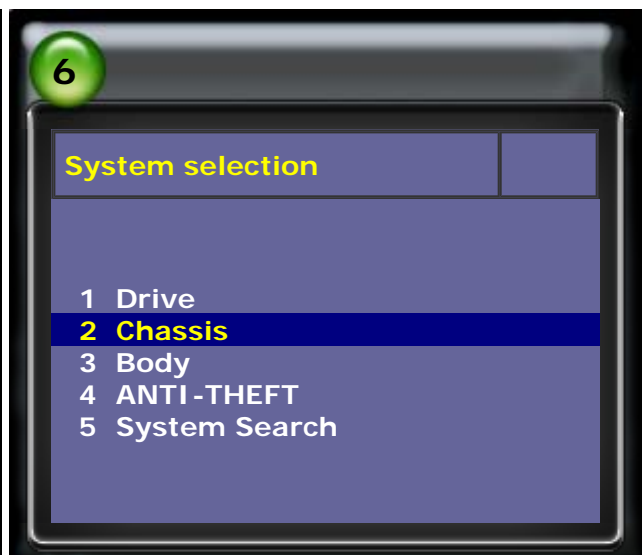 6
System selection
1 Drive
2 Chassis
3 Body
4 ANTI-THEFT
5 System Search